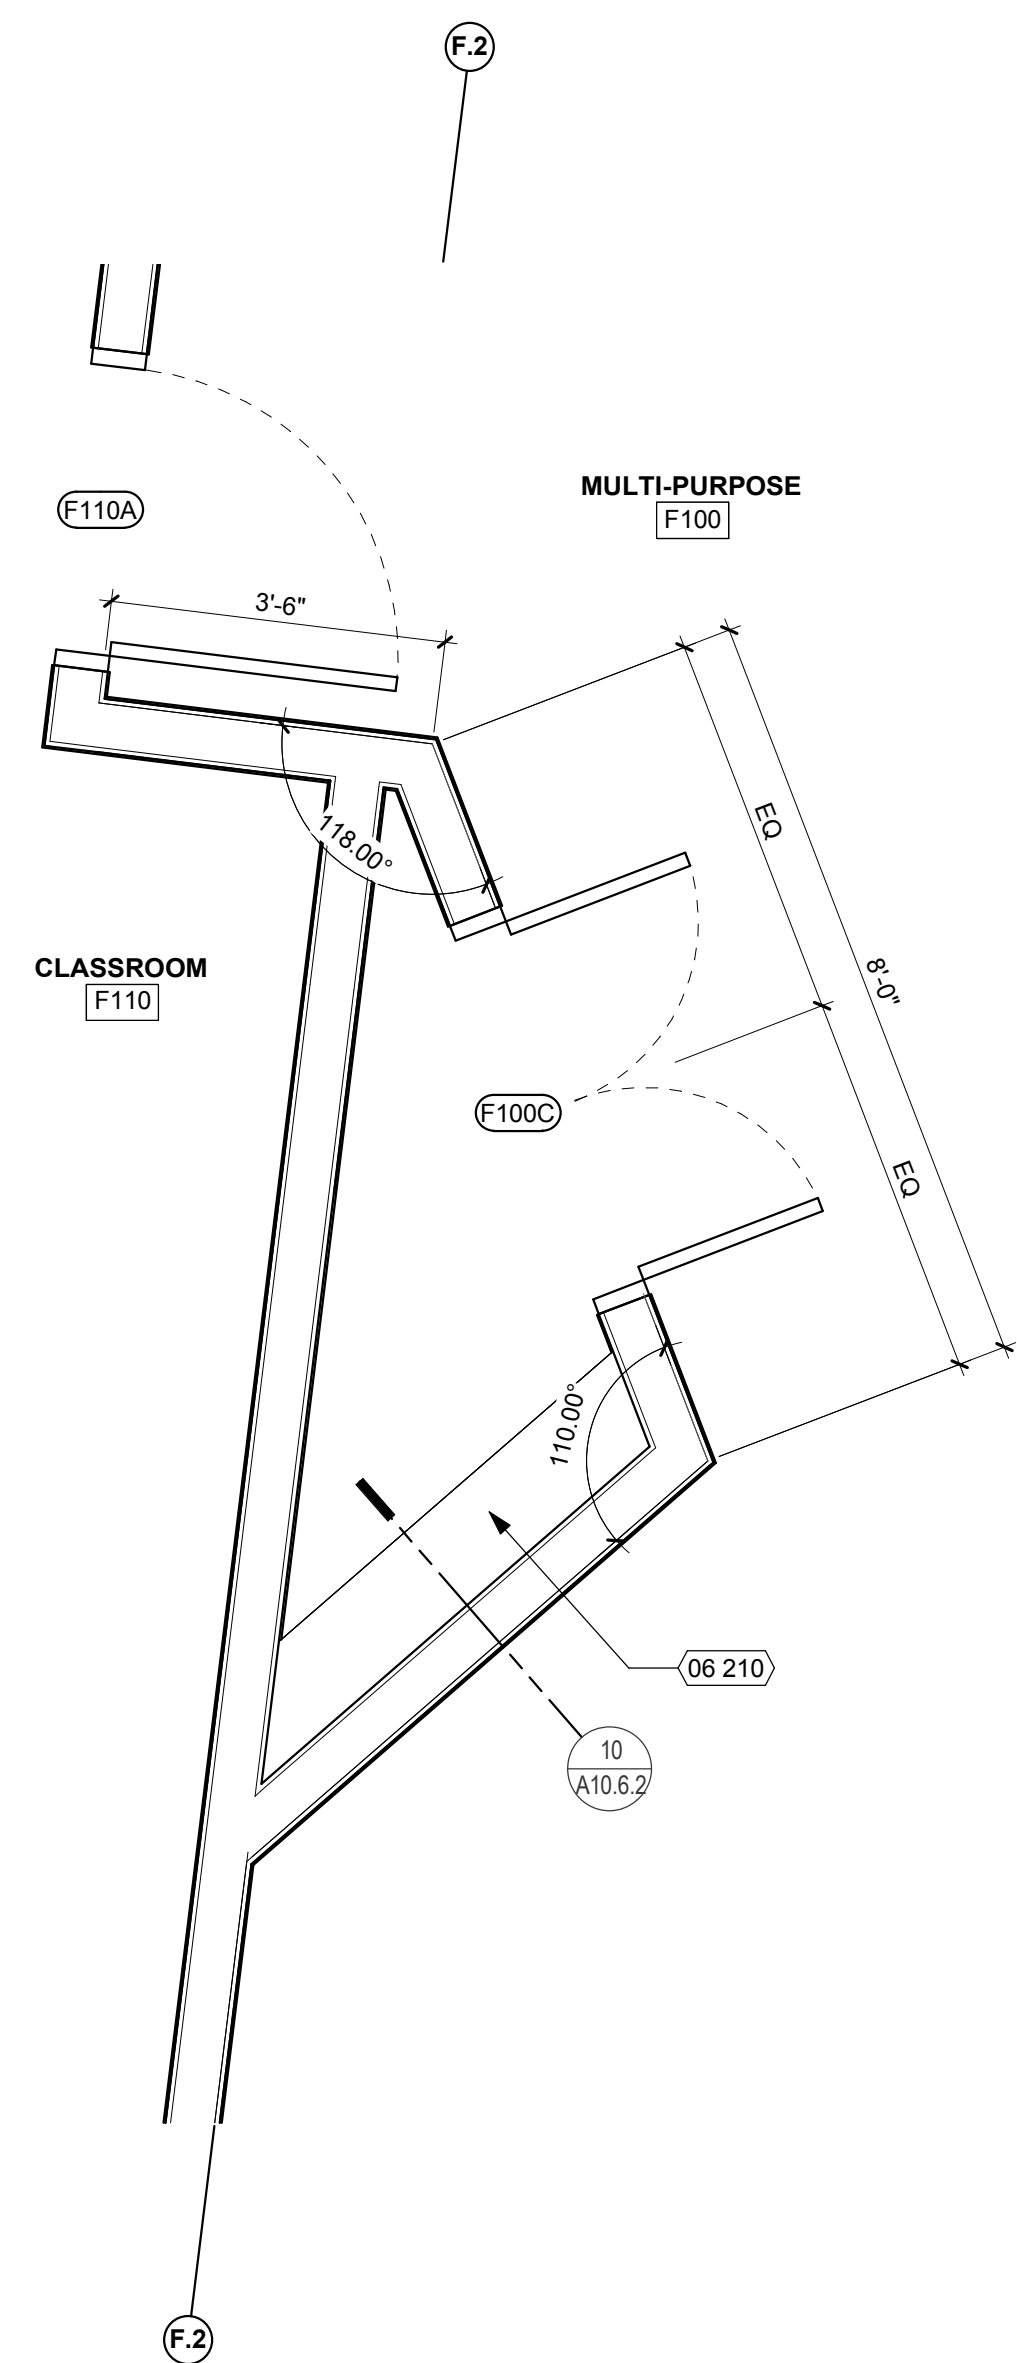 F.2
MULTI-PURPOSE
F100
F110A
3'-6"
EQ
118.00°
CLASSROOM
F110
8'-0"
F100C
EQ
110.00°
06 210
10
A10.6.2
F.2